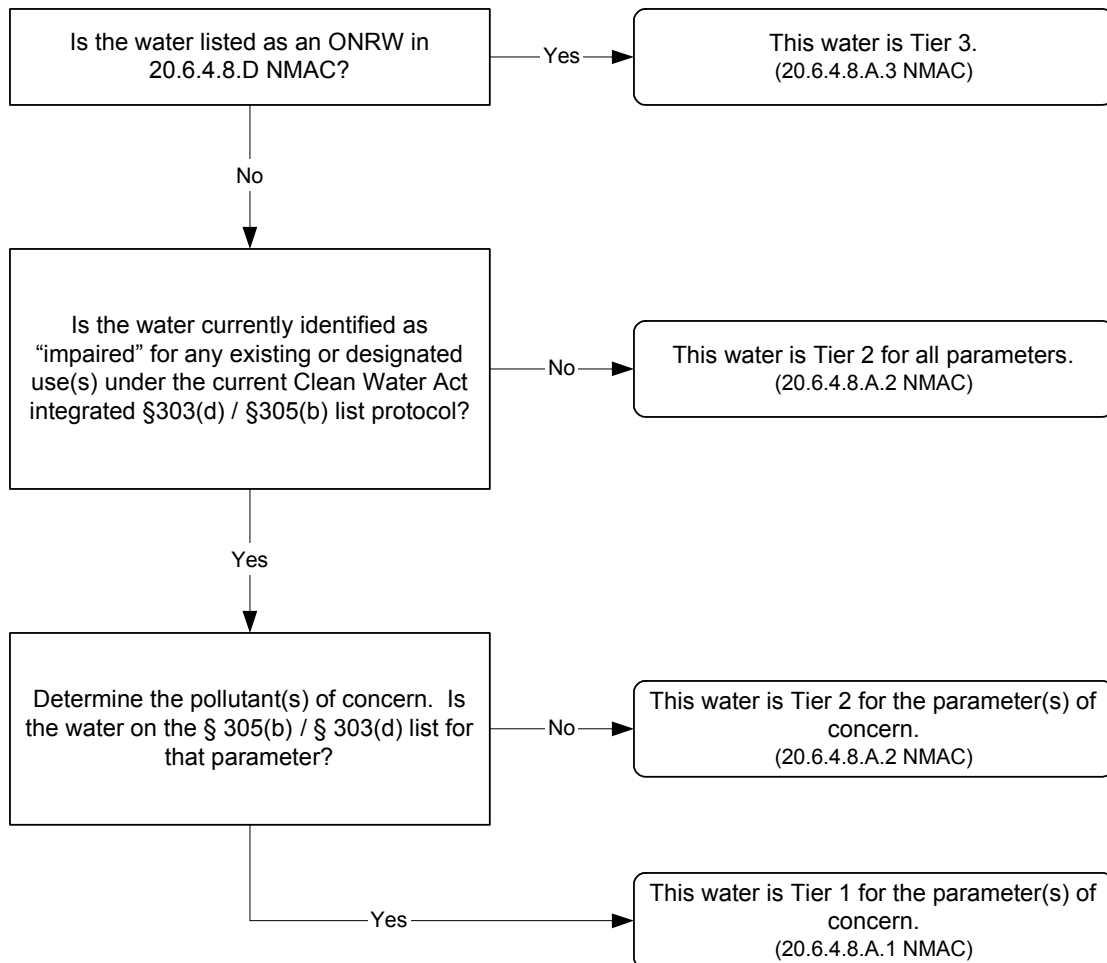 Is the water listed as an ONRW in
20.6.4.8.D NMAC?
Yes
This water is Tier 3.
(20.6.4.8.A.3 NMAC)
No
Is the water currently identified as
“impaired” for any existing or designated
use(s) under the current Clean Water Act
integrated §303(d) / §305(b) list protocol?
No
This water is Tier 2 for all parameters.
(20.6.4.8.A.2 NMAC)
Yes
Determine the pollutant(s) of concern.  Is
the water on the § 305(b) / § 303(d) list for
that parameter?
No
This water is Tier 2 for the parameter(s) of
concern.
(20.6.4.8.A.2 NMAC)
Yes
This water is Tier 1 for the parameter(s) of
concern.
(20.6.4.8.A.1 NMAC)